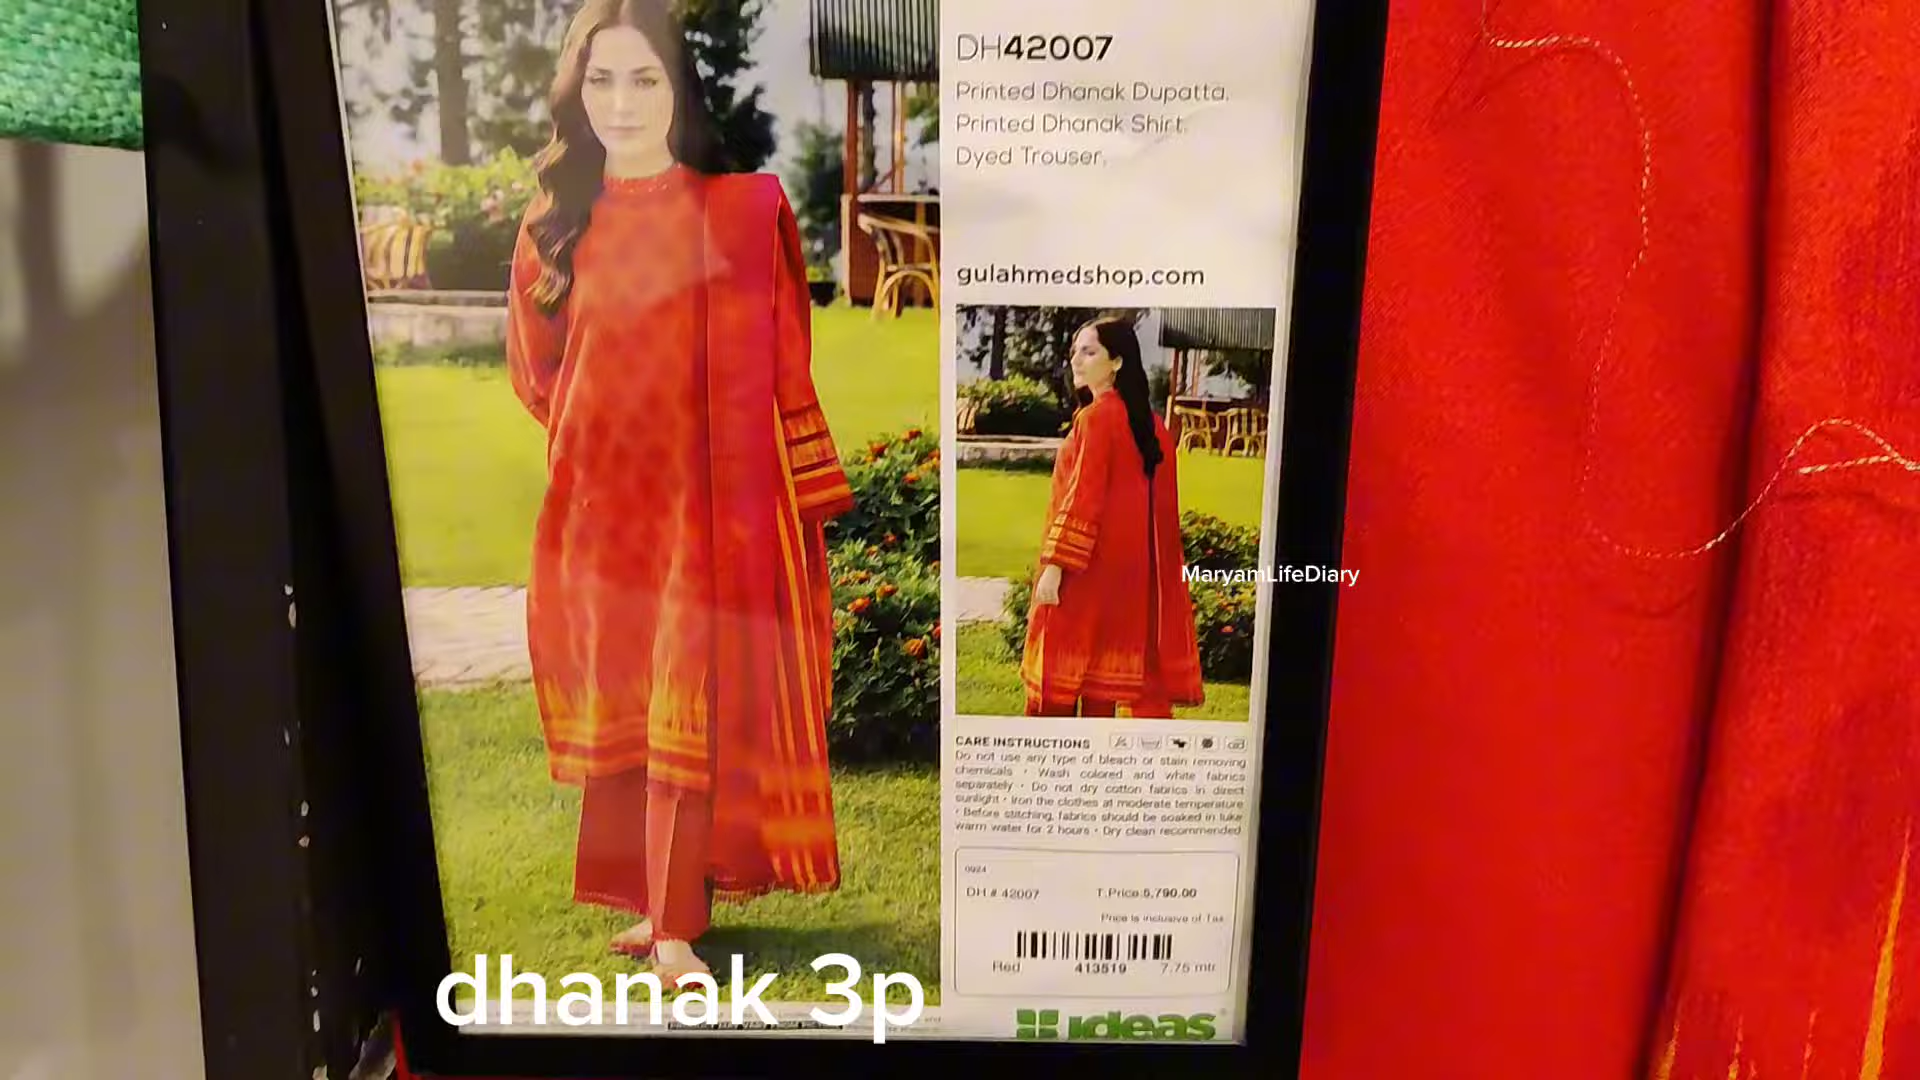 DH42007
Printed Dhanak Dupatta.
Printed Dhanak Shirt.
Dyed Trouser.
gulahmedshop.com
MaryamLifeDiary
CARE INSTRUCTIONS
Do not use any type of bleach or stain removing
chemicals • Wash colored and white fabrics
separately • Do not dry cotton fabrics in direct
sunlight • Iron the clothes at moderate temperature
• Before stitching, fabrics should be soaked in luke
warm water for 2 hours • Dry clean recommended
0924
DH # 42007 T.Price:5,790.00
Price is inclusive of Tax
Red 413519 7.75 mtr
ideas
dhanak 3p